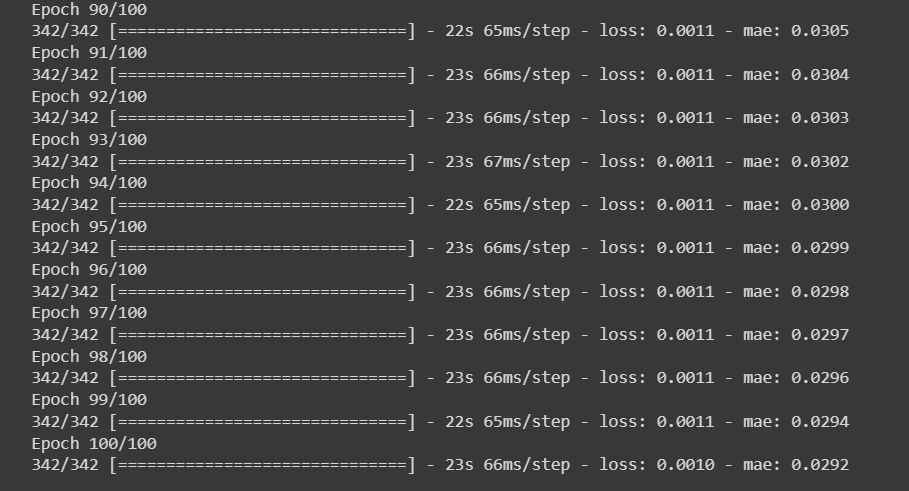 Epoch 90/100
342/342 [==============================] - 22s 65ms/step - loss: 0.0011 - mae: 0.0305
Epoch 91/100
342/342 [==============================] - 23s 66ms/step - loss: 0.0011 - mae: 0.0304
Epoch 92/100
342/342 [==============================] - 23s 66ms/step - loss: 0.0011 - mae: 0.0303
Epoch 93/100
342/342 [==============================] - 23s 67ms/step - loss: 0.0011 - mae: 0.0302
Epoch 94/100
342/342 [==============================] - 22s 65ms/step - loss: 0.0011 - mae: 0.0300
Epoch 95/100
342/342 [==============================] - 23s 66ms/step - loss: 0.0011 - mae: 0.0299
Epoch 96/100
342/342 [==============================] - 23s 66ms/step - loss: 0.0011 - mae: 0.0298
Epoch 97/100
342/342 [==============================] - 23s 66ms/step - loss: 0.0011 - mae: 0.0297
Epoch 98/100
342/342 [==============================] - 23s 66ms/step - loss: 0.0011 - mae: 0.0296
Epoch 99/100
342/342 [==============================] - 22s 65ms/step - loss: 0.0011 - mae: 0.0294
Epoch 100/100
342/342 [==============================] - 23s 66ms/step - loss: 0.0010 - mae: 0.0292